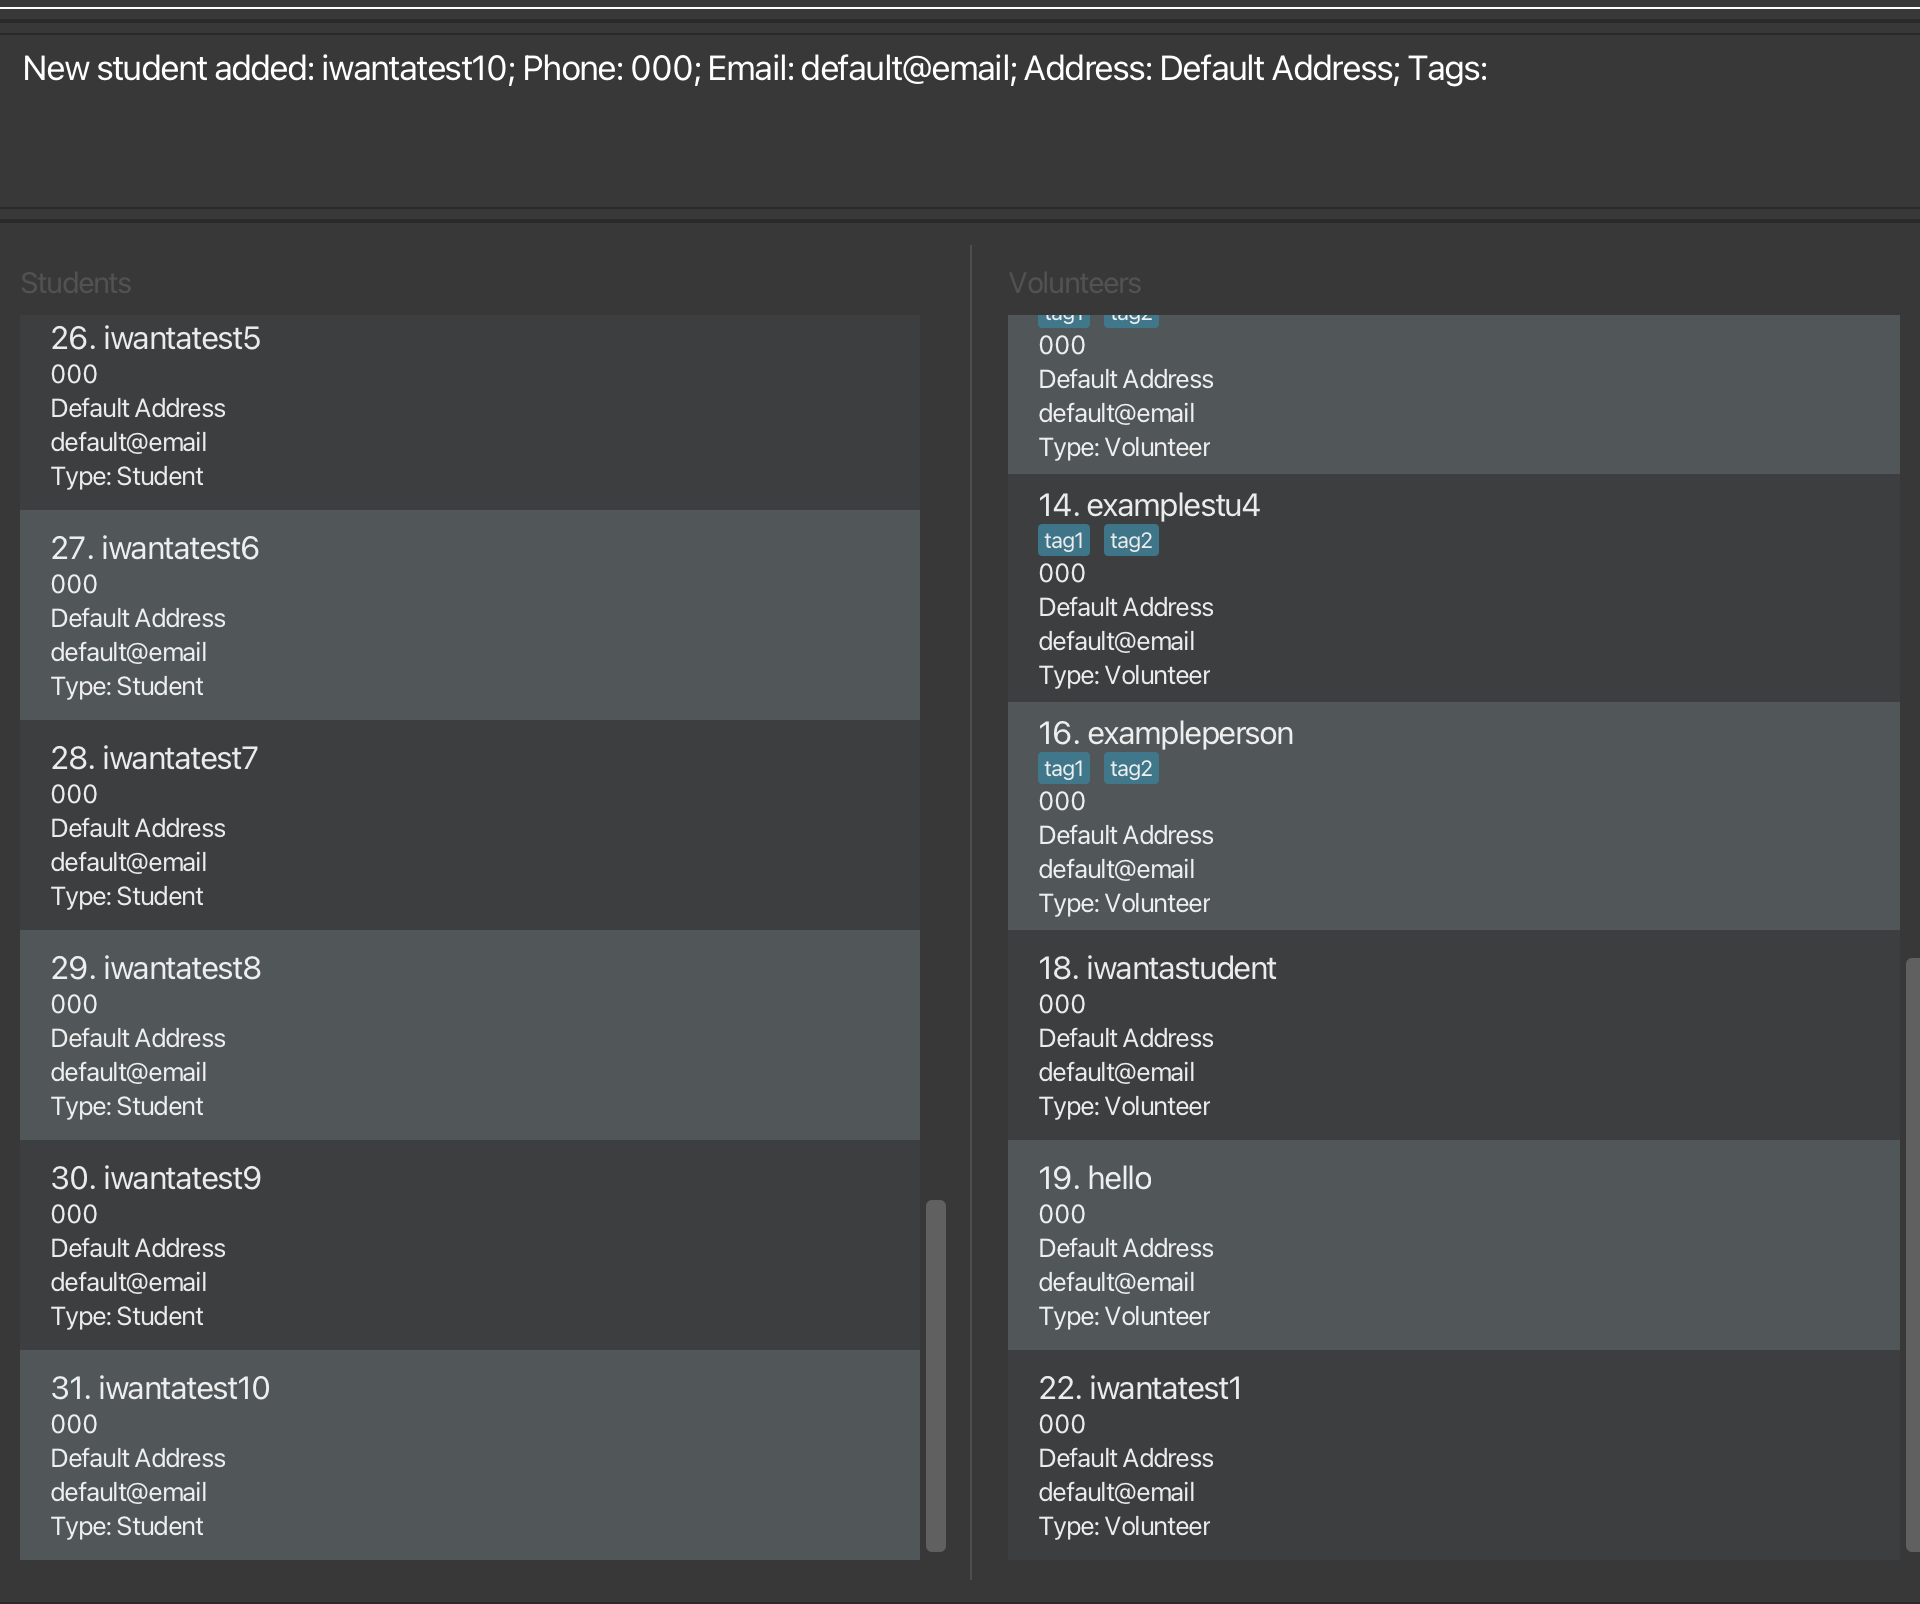 New student added: iwantatest10; Phone: 000; Email: default@email; Address: Default Address; Tags:
Students
26. iwantatest5
000
Default Address
default@email
Type: Student
27. iwantatest6
000
Default Address
default@email
Type: Student
28. iwantatest7
000
Default Address
default@email
Type: Student
29. iwantatest8
000
Default Address
default@email
Type: Student
30. iwantatest9
000
Default Address
default@email
Type: Student
31. iwantatest10
000
Default Address
default@email
Type: Student
Volunteers
tag1 tag2
000
Default Address
default@email
Type: Volunteer
14. examplestu4
tag1 tag2
000
Default Address
default@email
Type: Volunteer
16. exampleperson
tag1 tag2
000
Default Address
default@email
Type: Volunteer
18. iwantastudent
000
Default Address
default@email
Type: Volunteer
19. hello
000
Default Address
default@email
Type: Volunteer
22. iwantatest1
000
Default Address
default@email
Type: Volunteer